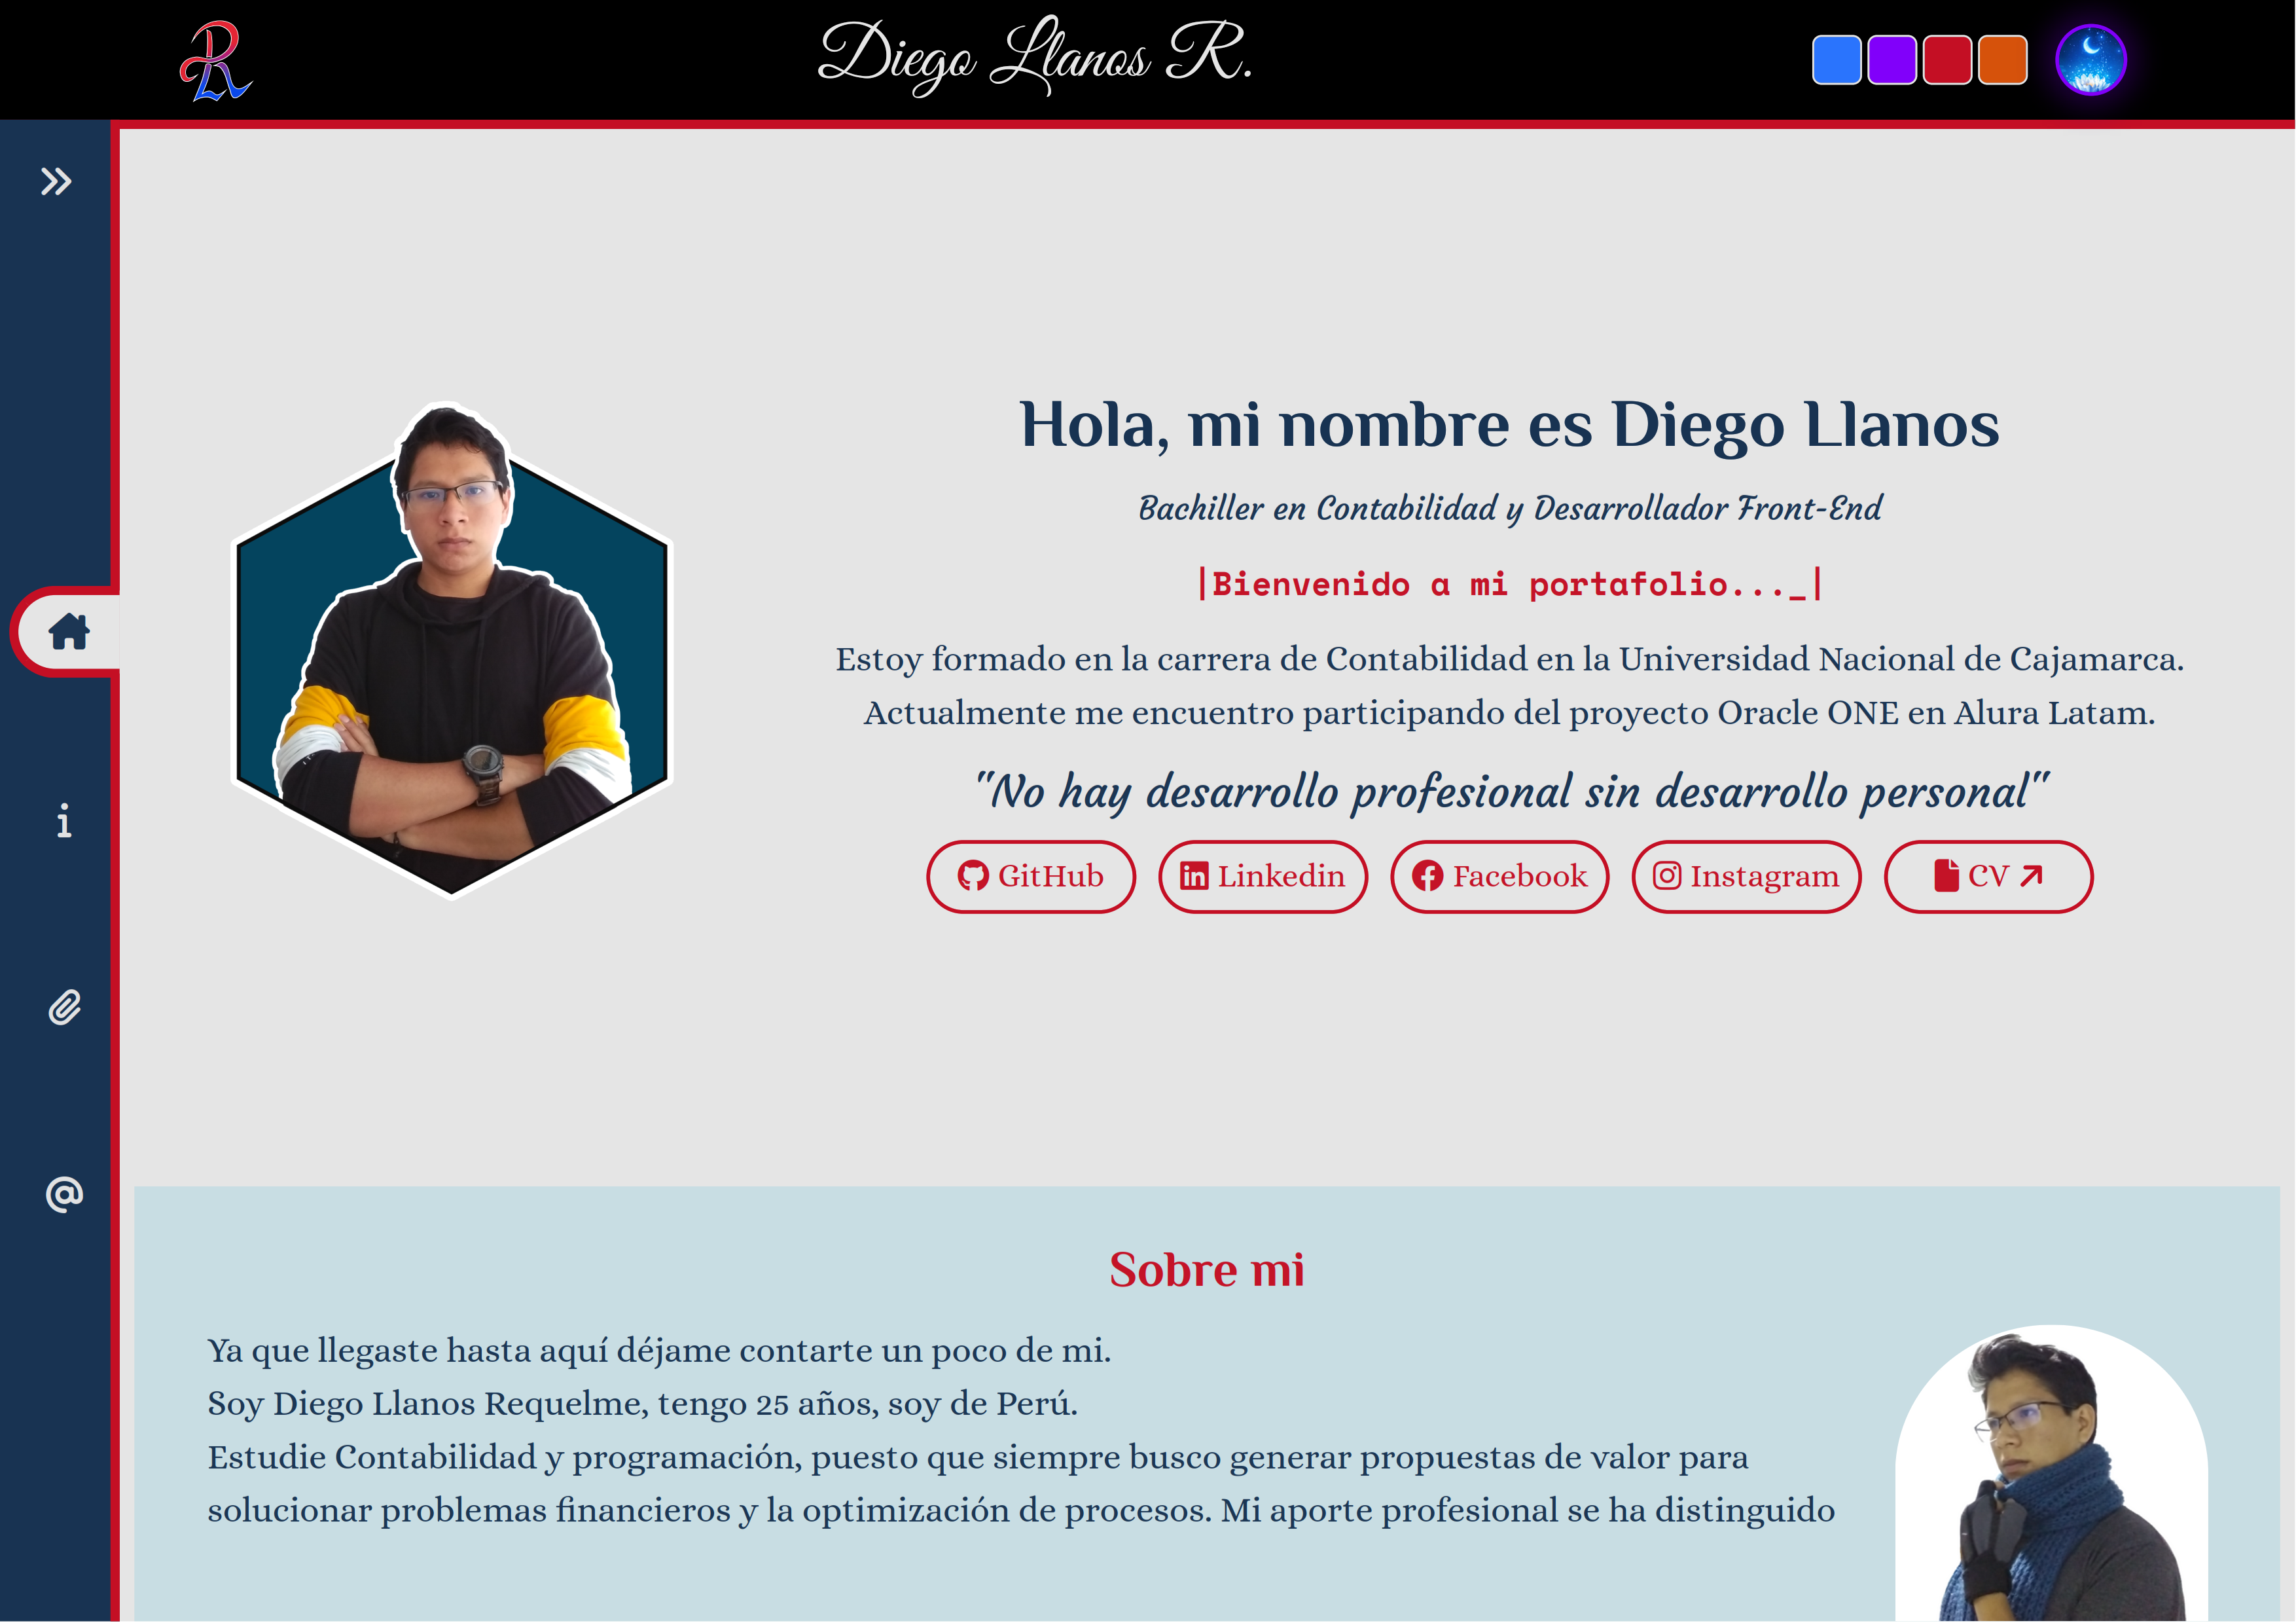 Diego Llanos R.
Hola, mi nombre es Diego Llanos
Bachiller en Contabilidad y Desarrollador Front-End
|Bienvenido a mi portafolio..._|
Estoy formado en la carrera de Contabilidad en la Universidad Nacional de Cajamarca.
Actualmente me encuentro participando del proyecto Oracle ONE en Alura Latam.
"No hay desarrollo profesional sin desarrollo personal"
GitHub
Linkedin
Facebook
Instagram
CV
Sobre mi
Ya que llegaste hasta aquí déjame contarte un poco de mi.
Soy Diego Llanos Requelme, tengo 25 años, soy de Perú.
Estudie Contabilidad y programación, puesto que siempre busco generar propuestas de valor para
solucionar problemas financieros y la optimización de procesos. Mi aporte profesional se ha distinguido